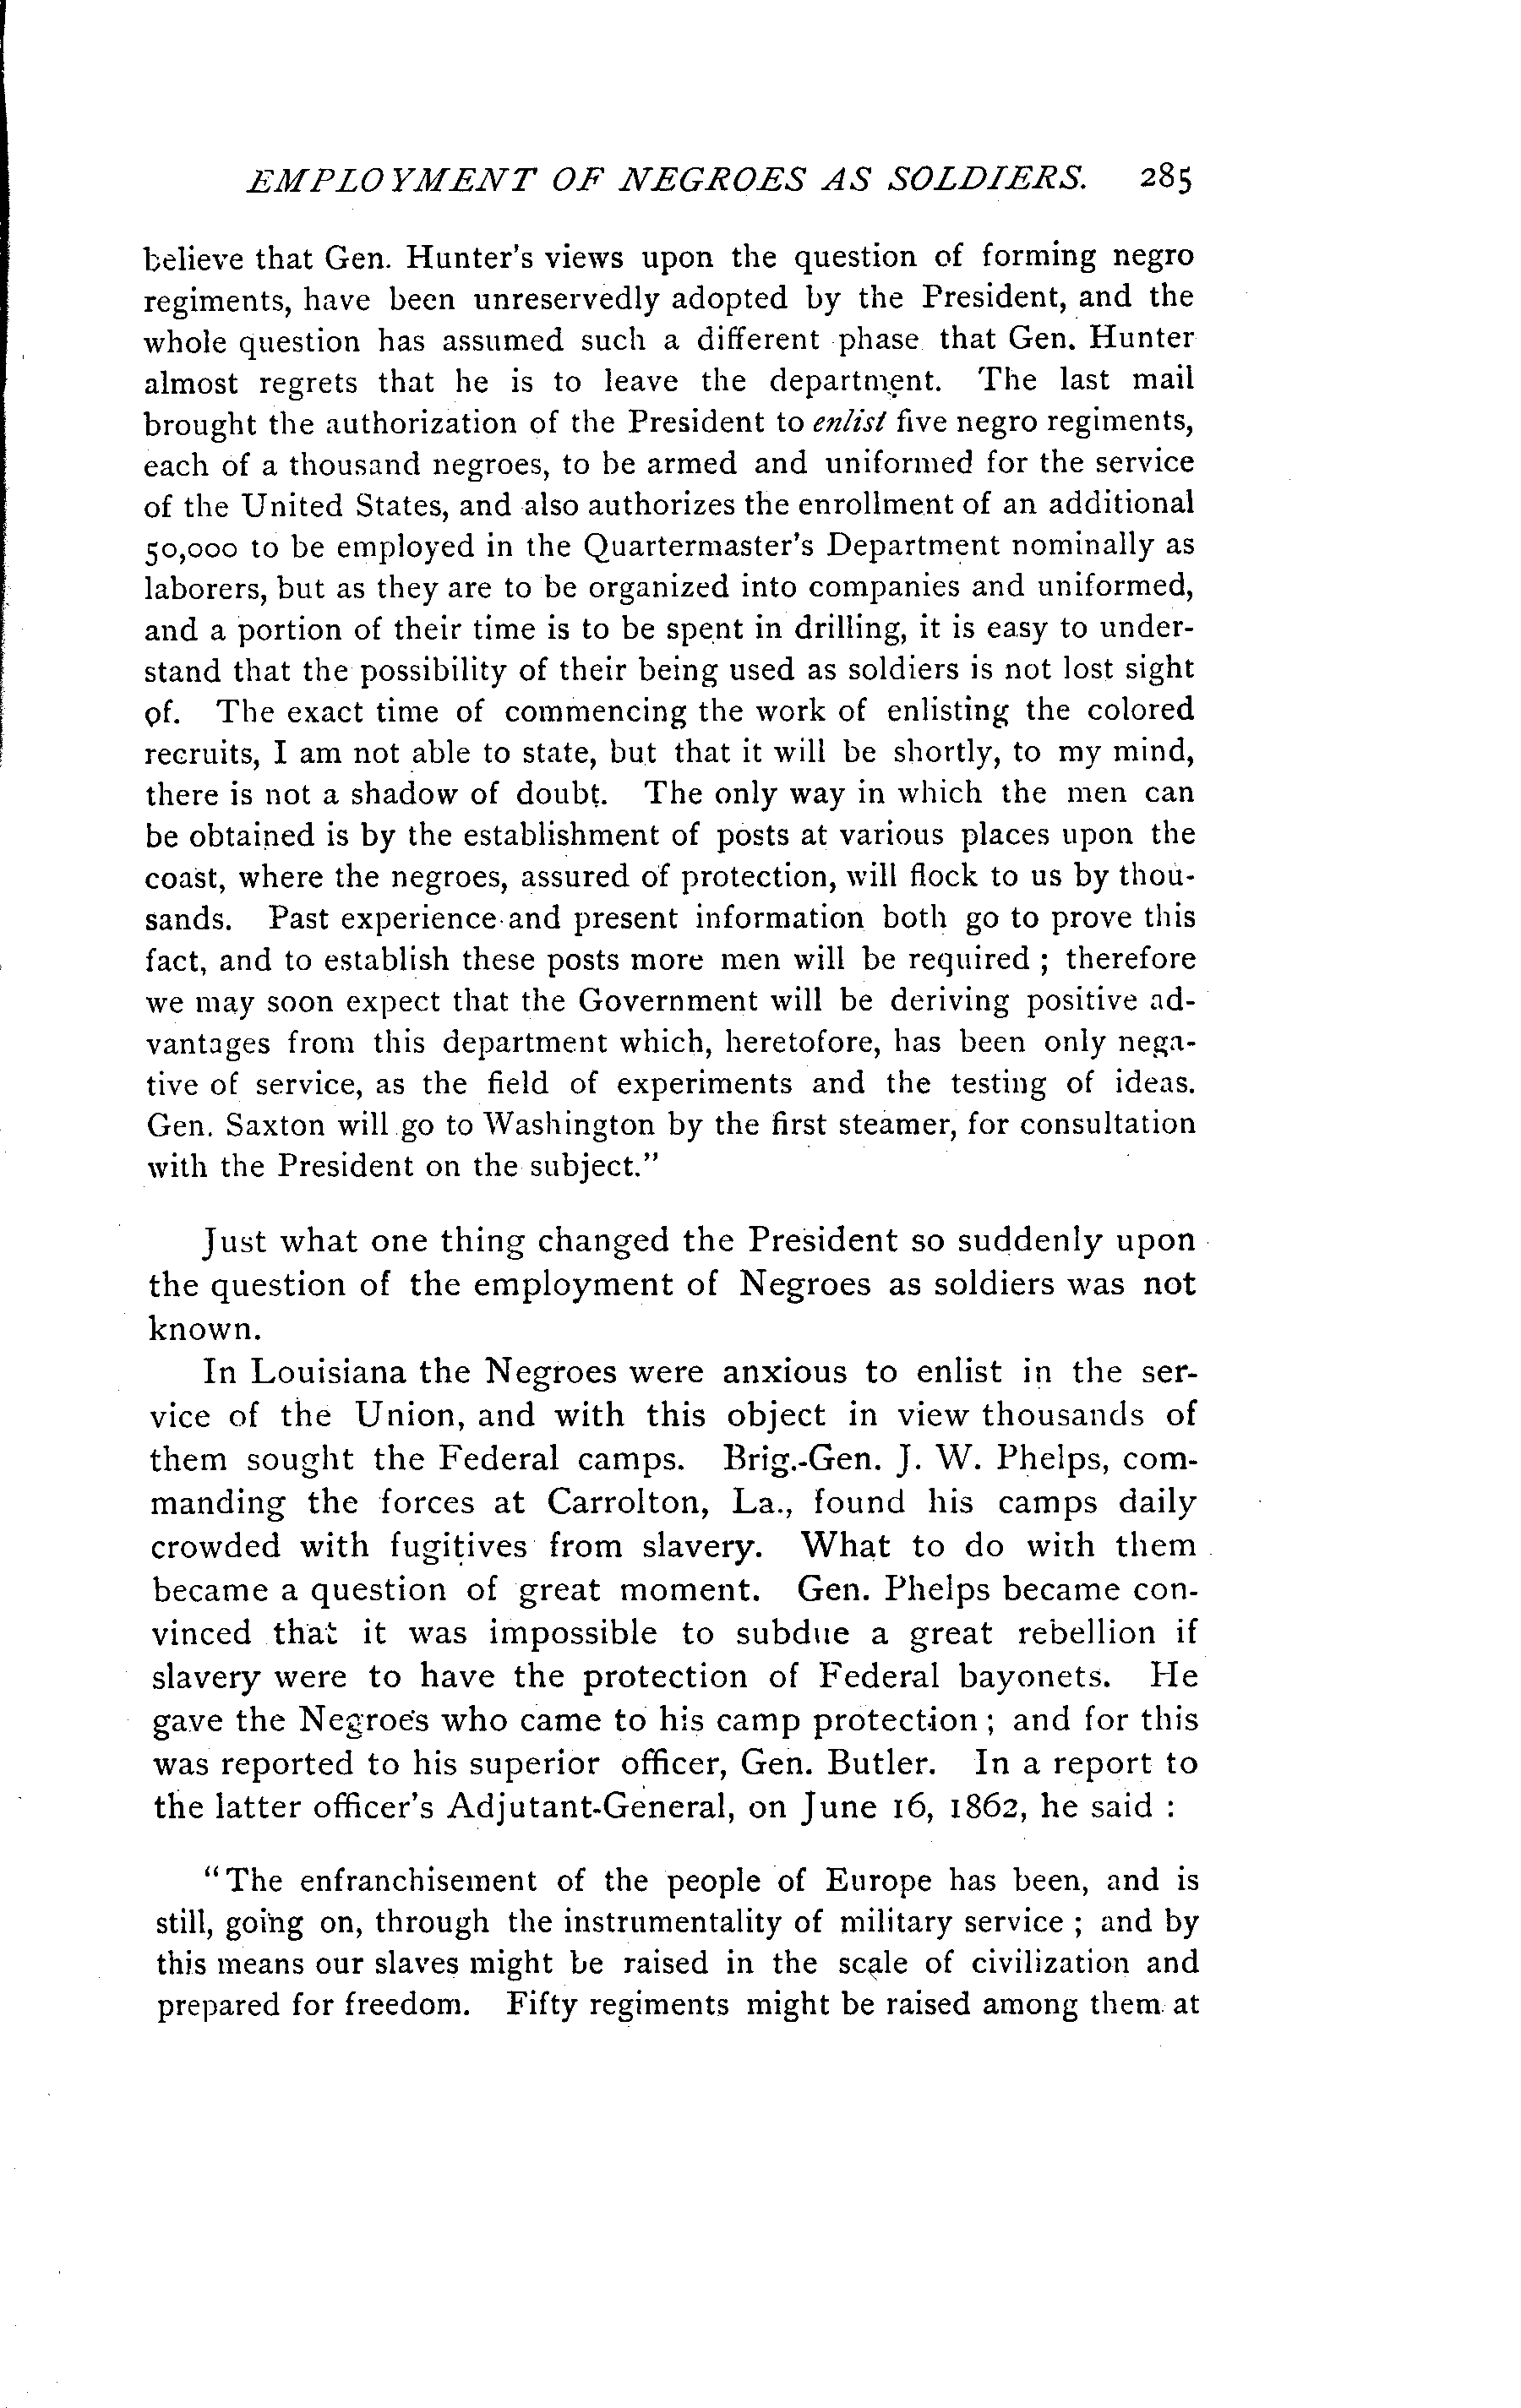 EMPLOYMENT OF NEGROES AS SOLDIERS. 285
believe that Gen. Hunter's views upon the question of forming negro
regiments, have been unreservedly adopted by the President, and the
whole question has assumed such a different phase that Gen. Hunter
almost regrets that he is to leave the department. The last mail
brought the authorization of the President to enlist five negro regiments,
each of a thousand negroes, to be armed and uniformed for the service
of the United States, and also authorizes the enrollment of an additional
50,000 to be employed in the Quartermaster's Department nominally as
laborers, but as they are to be organized into companies and uniformed,
and a portion of their time is to be spent in drilling, it is easy to under-
stand that the possibility of their being used as soldiers is not lost sight
of. The exact time of commencing the work of enlisting the colored
recruits, I am not able to state, but that it will be shortly, to my mind,
there is not a shadow of doubt. The only way in which the men can
be obtained is by the establishment of posts at various places upon the
coast, where the negroes, assured of protection, will flock to us by thou-
sands. Past experience and present information both go to prove this
fact, and to establish these posts more men will be required ; therefore
we may soon expect that the Government will be deriving positive ad-
vantages from this department which, heretofore, has been only nega-
tive of service, as the field of experiments and the testing of ideas.
Gen. Saxton will go to Washington by the first steamer, for consultation
with the President on the subject."
Just what one thing changed the President so suddenly upon
the question of the employment of Negroes as soldiers was not
known.
In Louisiana the Negroes were anxious to enlist in the ser-
vice of the Union, and with this object in view thousands of
them sought the Federal camps. Brig.-Gen. J. W. Phelps, com-
manding the forces at Carrolton, La., found his camps daily
crowded with fugitives from slavery. What to do with them
became a question of great moment. Gen. Phelps became con-
vinced that it was impossible to subdue a great rebellion if
slavery were to have the protection of Federal bayonets. He
gave the Negroes who came to his camp protection ; and for this
was reported to his superior officer, Gen. Butler. In a report to
the latter officer's Adjutant-General, on June 16, 1862, he said :
"The enfranchisement of the people of Europe has been, and is
still, going on, through the instrumentality of military service ; and by
this means our slaves might be raised in the scale of civilization and
prepared for freedom. Fifty regiments might be raised among them at